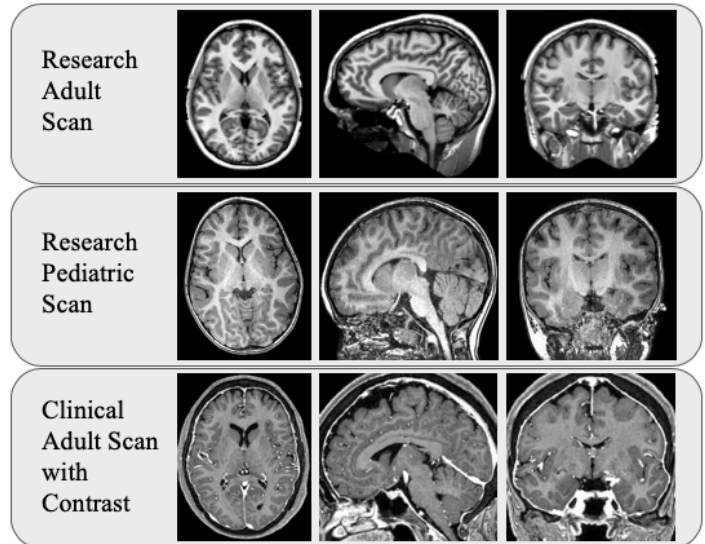 Research
Adult
Scan
Research
Pediatric
Scan
Clinical
Adult Scan
with
Contrast